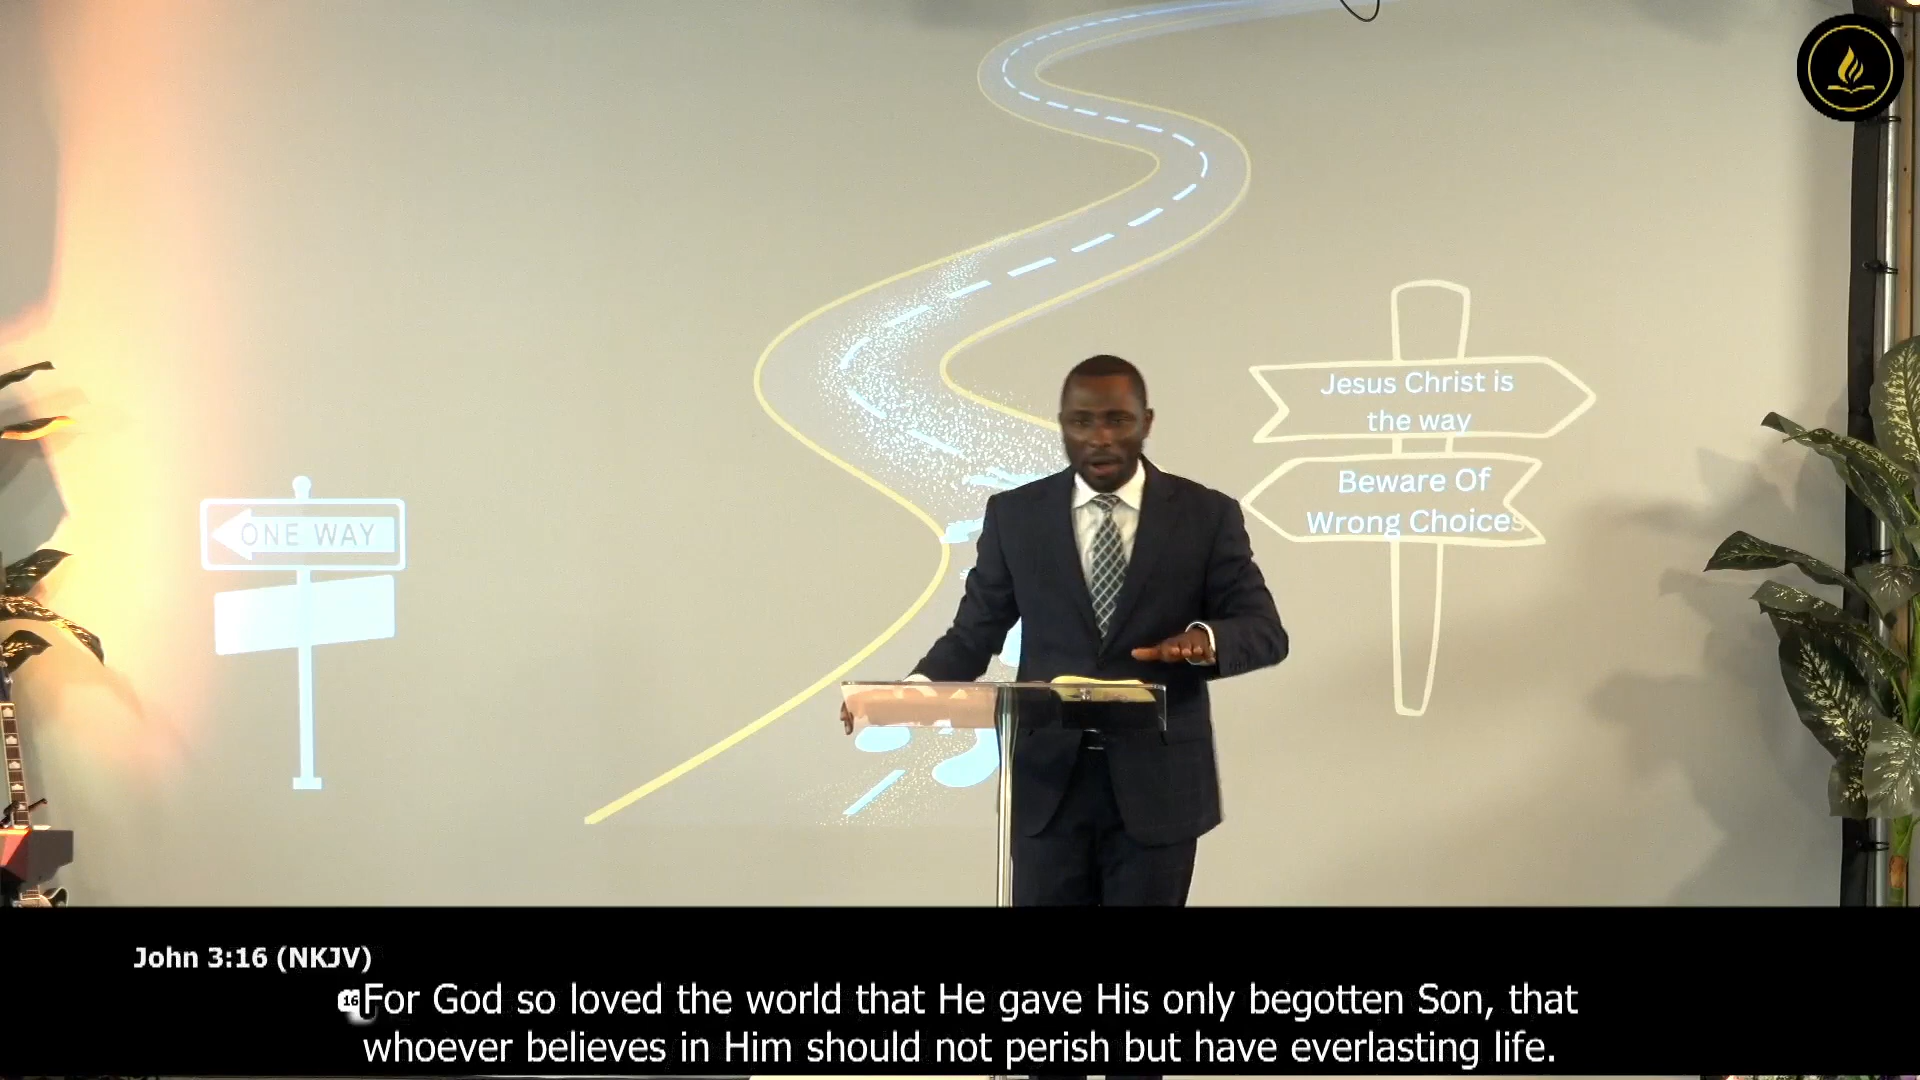 ONE WAY
Jesus Christ is
the way
Beware Of
Wrong Choices
John 3:16 (NKJV)
16 For God so loved the world that He gave His only begotten Son, that
whoever believes in Him should not perish but have everlasting life.